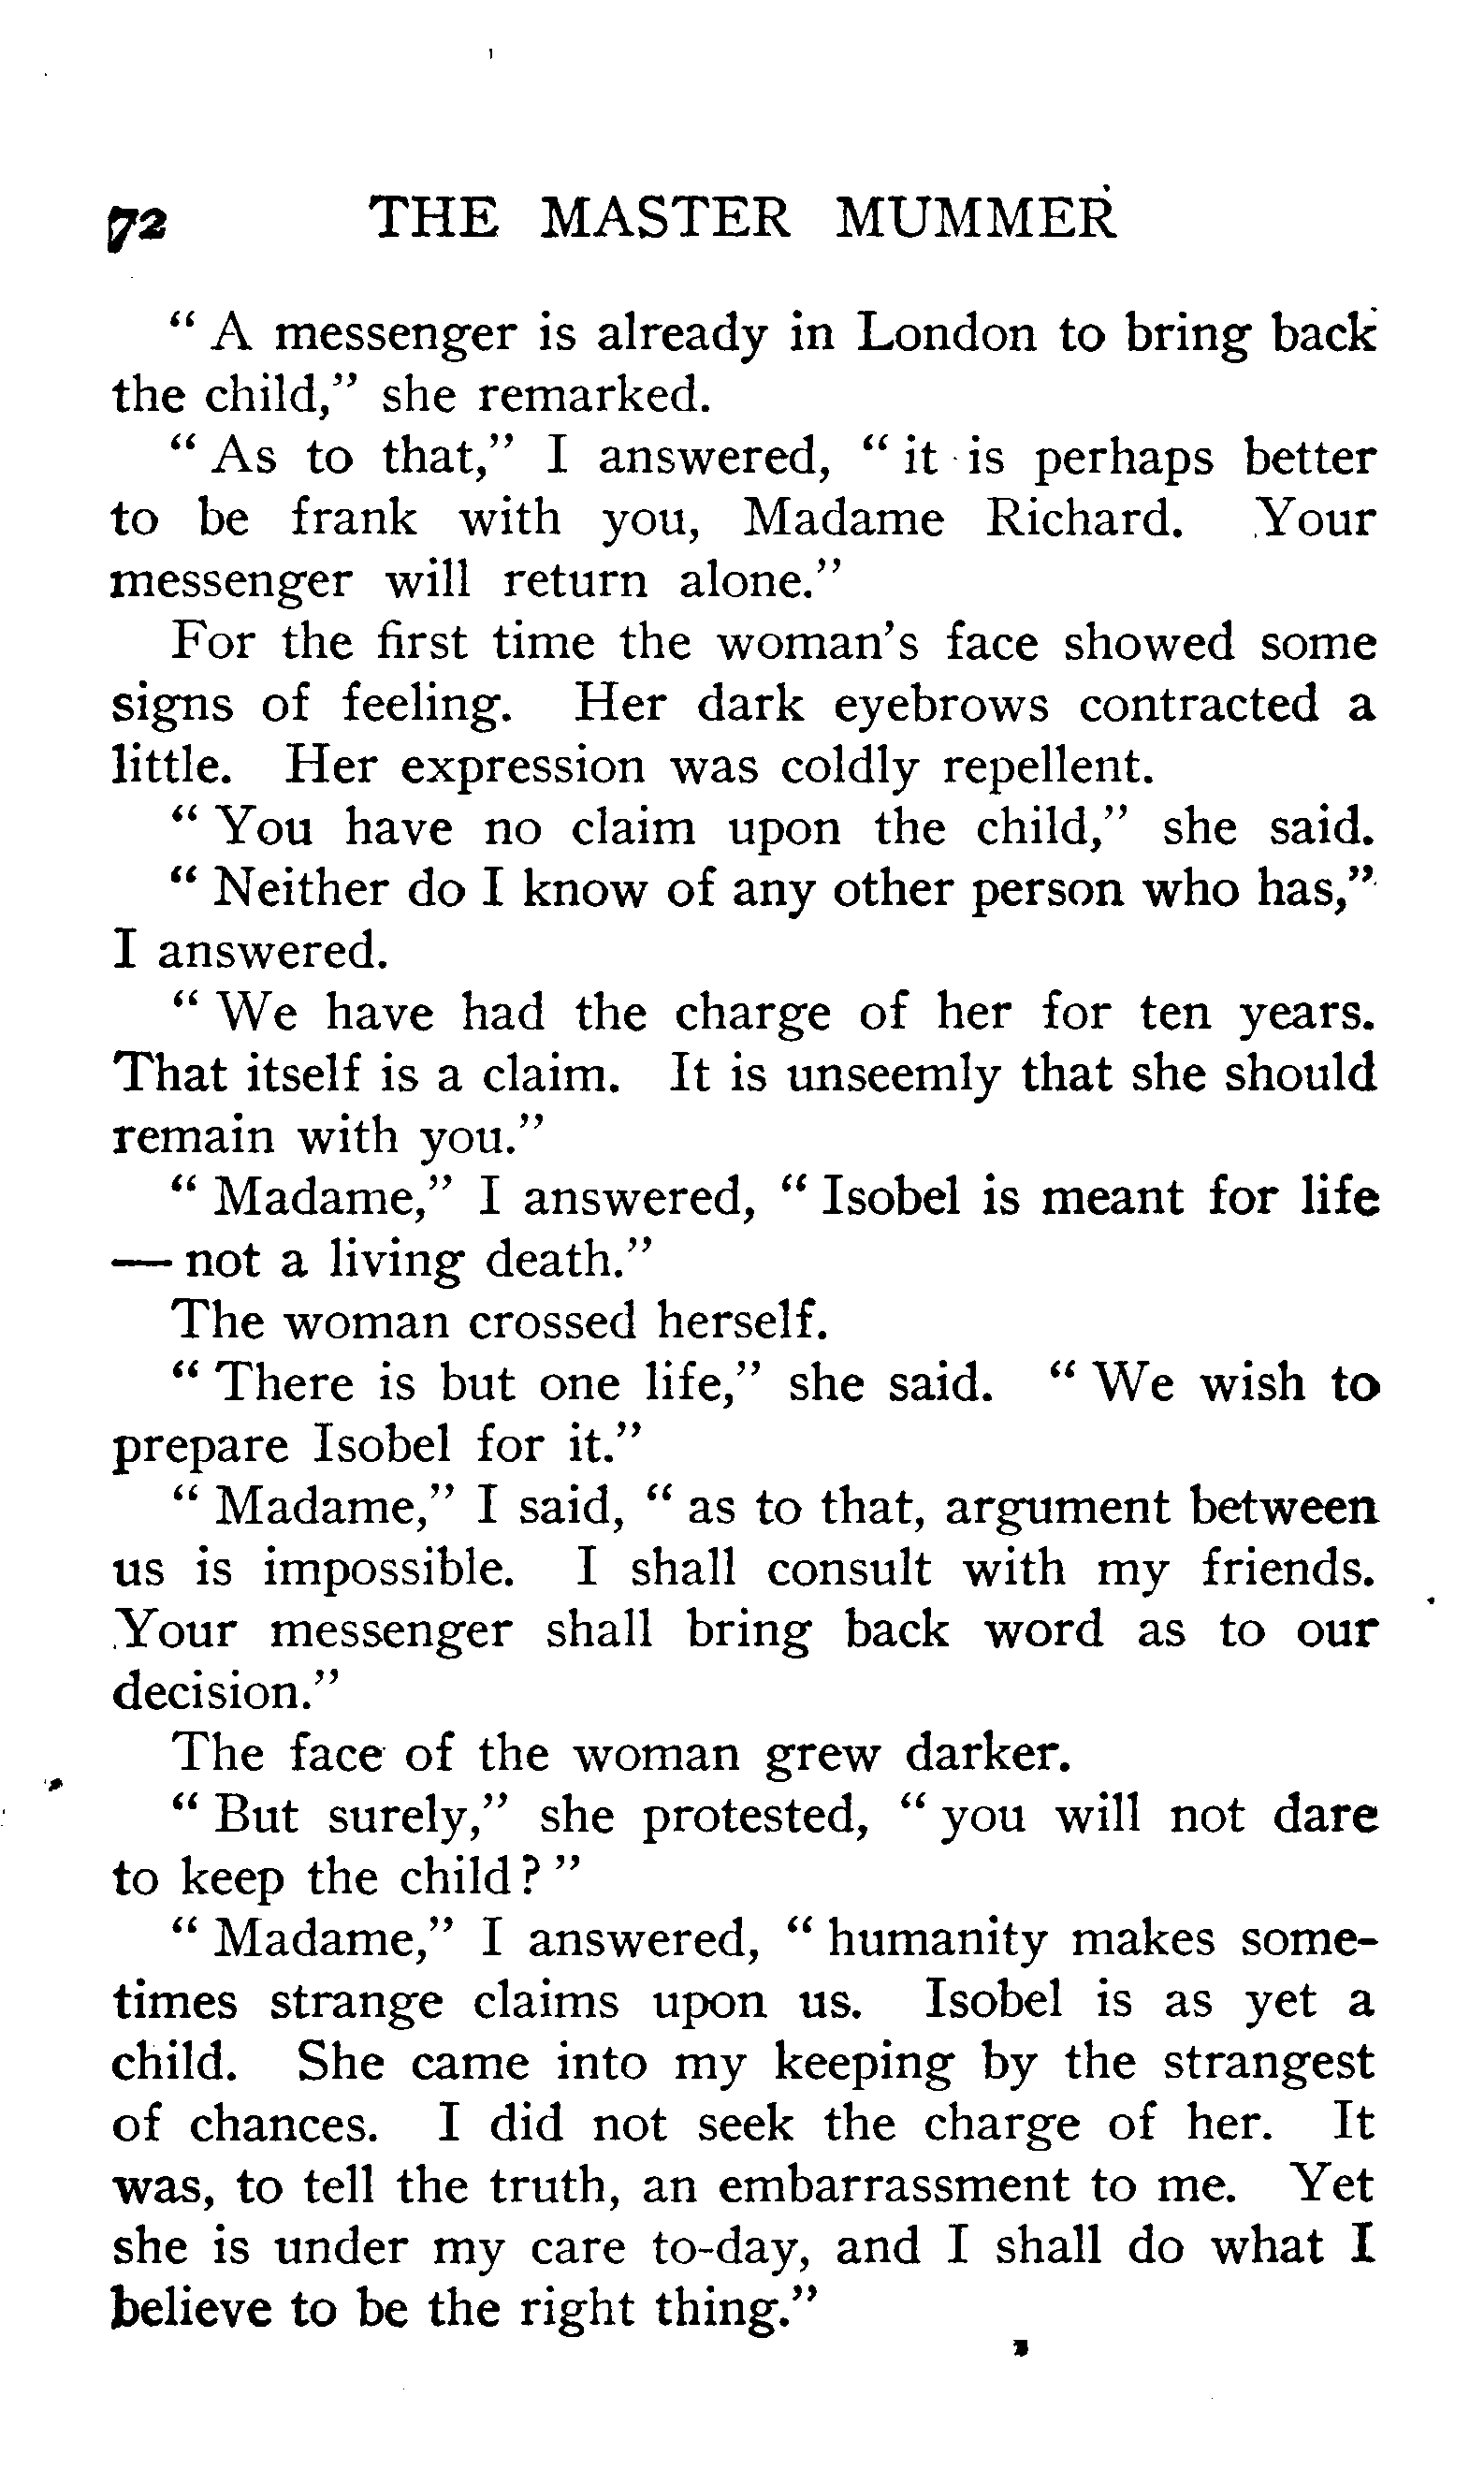 72 THE MASTER MUMMER
“ A messenger is already in London to bring back
the child,” she remarked.
“ As to that,” I answered, “ it is perhaps better
to be frank with you, Madame Richard. Your
messenger will return alone.”
For the first time the woman’s face showed some
signs of feeling. Her dark eyebrows contracted a
little. Her expression was coldly repellent.
“ You have no claim upon the child,” she said.
“ Neither do I know of any other person who has,”
I answered.
“ We have had the charge of her for ten years.
That itself is a claim. It is unseemly that she should
remain with you.”
“ Madame,” I answered, “ Isobel is meant for life
— not a living death.”
The woman crossed herself.
“ There is but one life,” she said. “ We wish to
prepare Isobel for it.”
“ Madame,” I said, “ as to that, argument between
us is impossible. I shall consult with my friends.
Your messenger shall bring back word as to our
decision.”
The face of the woman grew darker.
“ But surely,” she protested, “ you will not dare
to keep the child ? ”
“ Madame,” I answered, “ humanity makes some-
times strange claims upon us. Isobel is as yet a
child. She came into my keeping by the strangest
of chances. I did not seek the charge of her. It
was, to tell the truth, an embarrassment to me. Yet
she is under my care to-day, and I shall do what I
believe to be the right thing.”